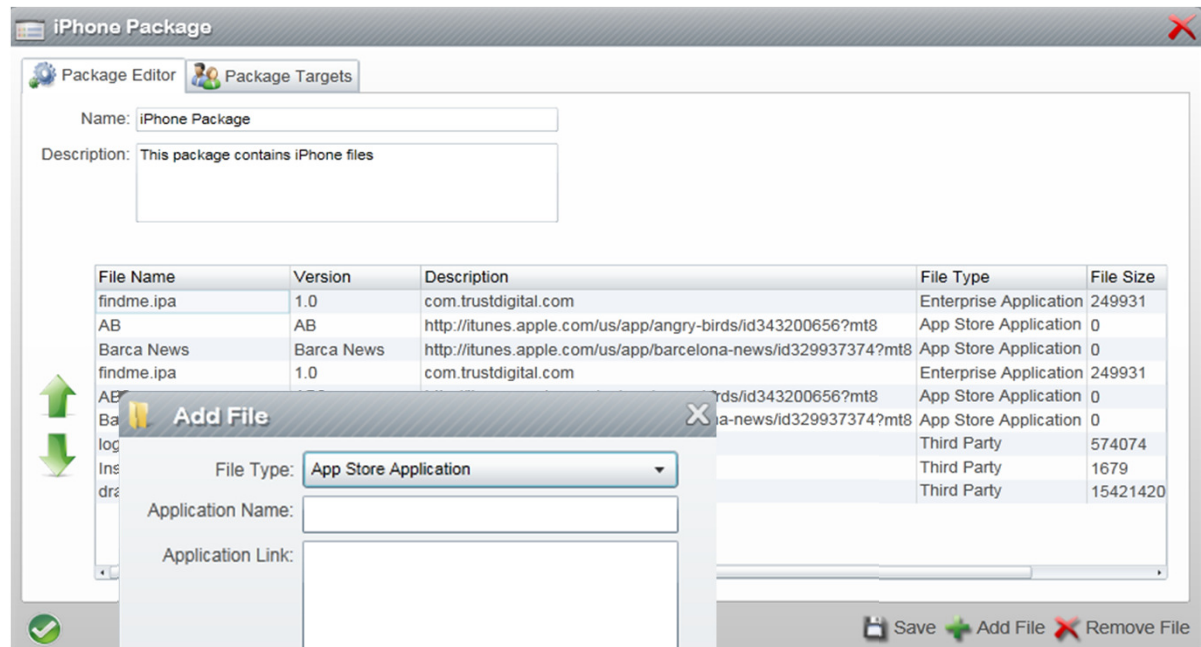 iPhone Package
Package Editor Package Targets
Name: iPhone Package
Description: This package contains iPhone files
File Name Version Description File Type File Size
findme.ipa 1.0 com.trustdigital.com Enterprise Application 249931
AB AB http://itunes.apple.com/us/app/angry-birds/id343200656?mt8 App Store Application 0
Barca News Barca News http://itunes.apple.com/us/app/barcelona-news/id329937374?mt8 App Store Application 0
findme.ipa 1.0 com.trustdigital.com Enterprise Application 249931
rds/id343200656?mt8 App Store Application 0
a-news/id329937374?mt8 App Store Application 0
log Third Party 574074
Ins Third Party 1679
dra Third Party 15421420
Add File
File Type: App Store Application
Application Name:
Application Link:
Save Add File Remove File